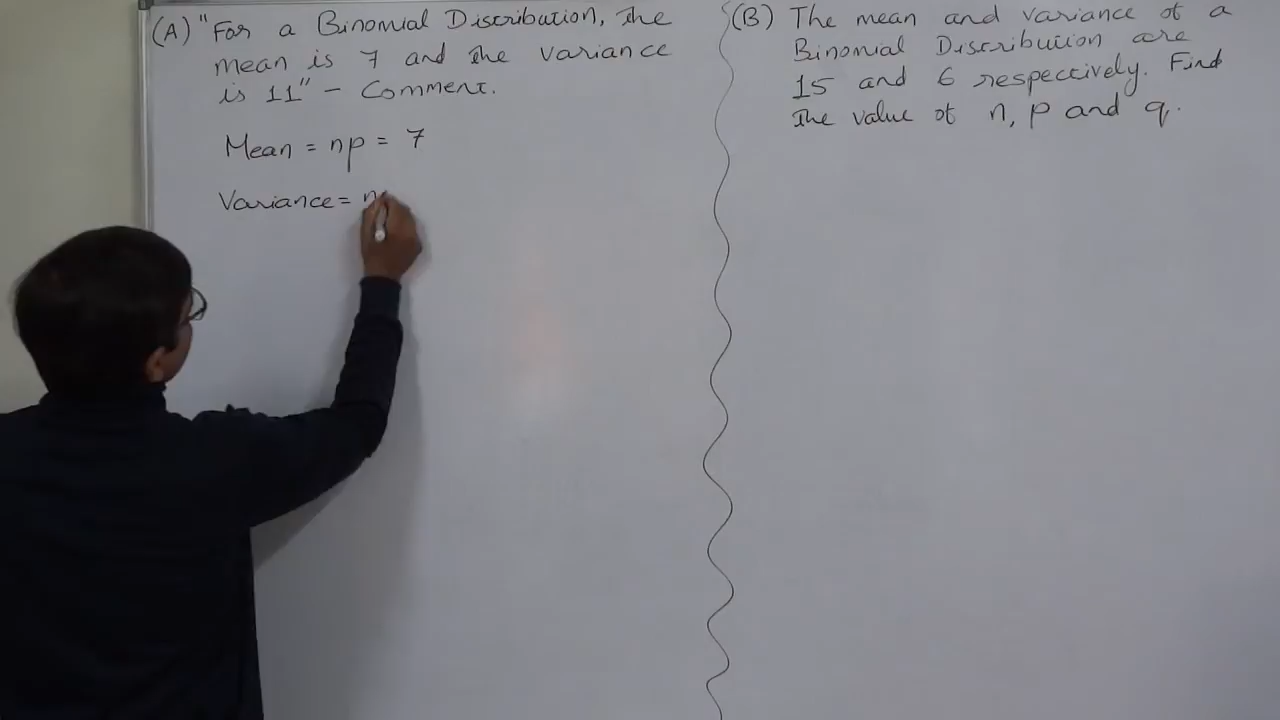 (A) "For a Binomial Distribution, the
mean is 7 and the variance
is 11" - Comment.
Mean = np = 7
Variance = n
(B) The mean and variance of a
Binomial Distribution are
15 and 6 respectively. Find
the value of n, p and q.